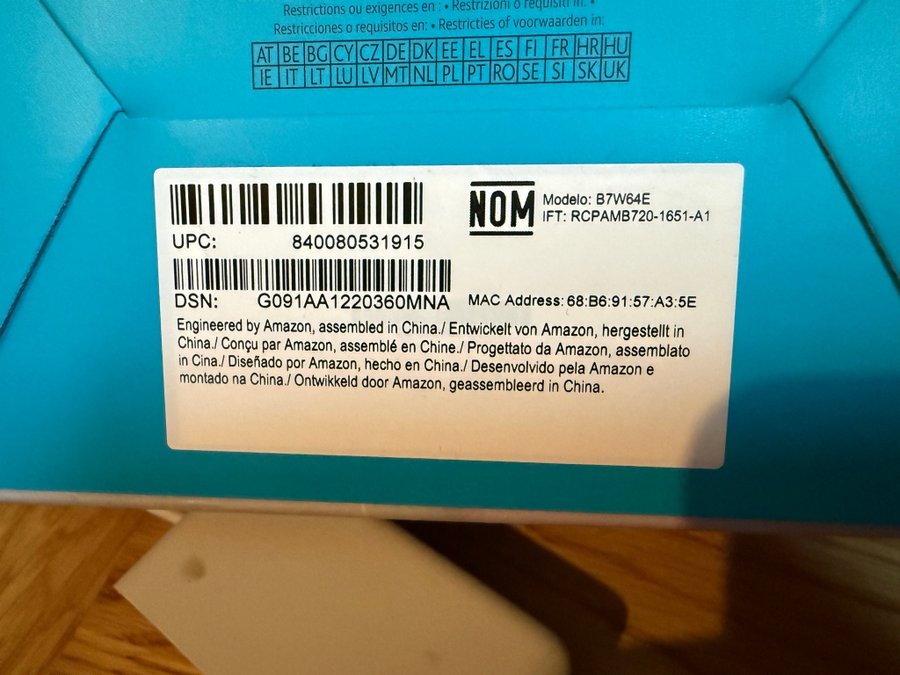 Restrictions ou exigences en : • Restrizioni o requisiti in: •
Restricciones o requisitos en: • Restricties of voorwaarden in:
AT BE BG CY CZ DE DK EE EL ES FI FR HR HU
IE IT LT LU LV MT NL PL PT RO SE SI SK UK
NOM
Modelo: B7W64E
IFT: RCPAMB720-1651-A1
UPC: 840080531915
DSN: G091AA1220360MNA MAC Address: 68:B6:91:57:A3:5E
Engineered by Amazon, assembled in China./ Entwickelt von Amazon, hergestellt in
China./ Conçu par Amazon, assemblé en Chine./ Progettato da Amazon, assemblato
in Cina./ Diseñado por Amazon, hecho en China./ Desenvolvido pela Amazon e
montado na China./ Ontwikkeld door Amazon, geassembleerd in China.